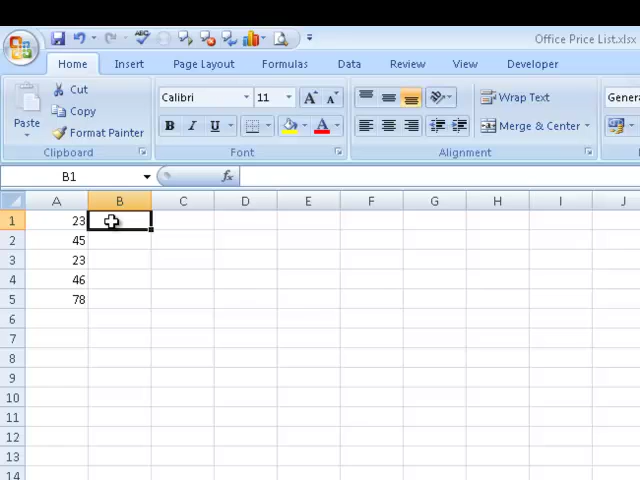 ABC
Office Price List.xlsx
Home Insert Page Layout Formulas Data Review View Developer
Paste
Cut
Copy
Format Painter
Calibri 11 A A
Wrap Text
Genera
B I U A
Merge & Center
Clipboard Font Alignment
B1 fx
A B C D E F G H I J
1 23
2 45
3 23
4 46
5 78
6
7
8
9
10
11
12
13
14